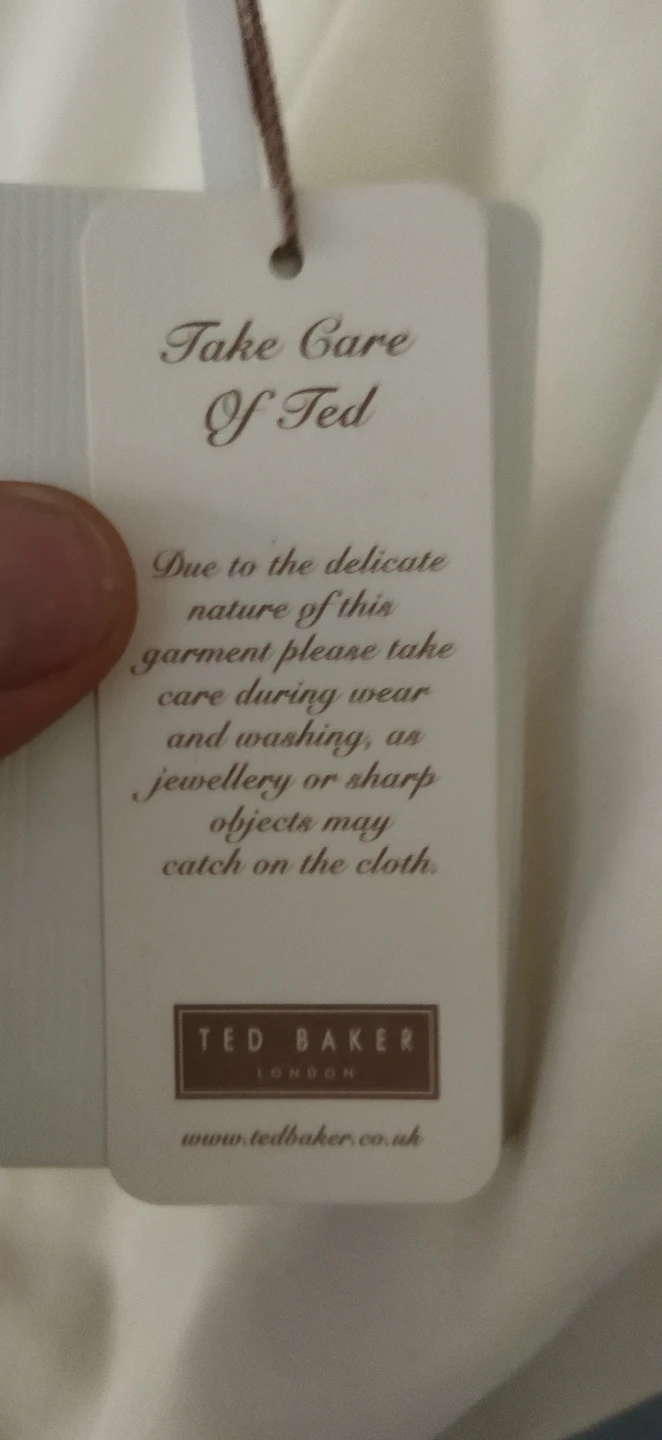 Take Care
Of Ted
Due to the delicate
nature of this
garment please take
care during wear
and washing, as
jewellery or sharp
objects may
catch on the cloth.
TED BAKER
LONDON
www.tedbaker.co.uk